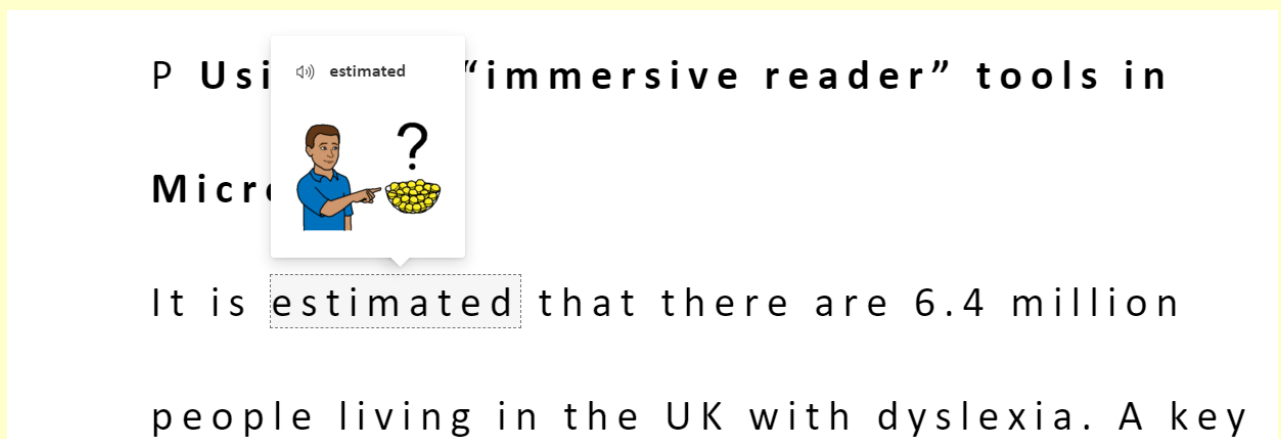 P Usi
estimated
“immersive reader” tools in
?
Micr
It is estimated that there are 6.4 million
people living in the UK with dyslexia. A key